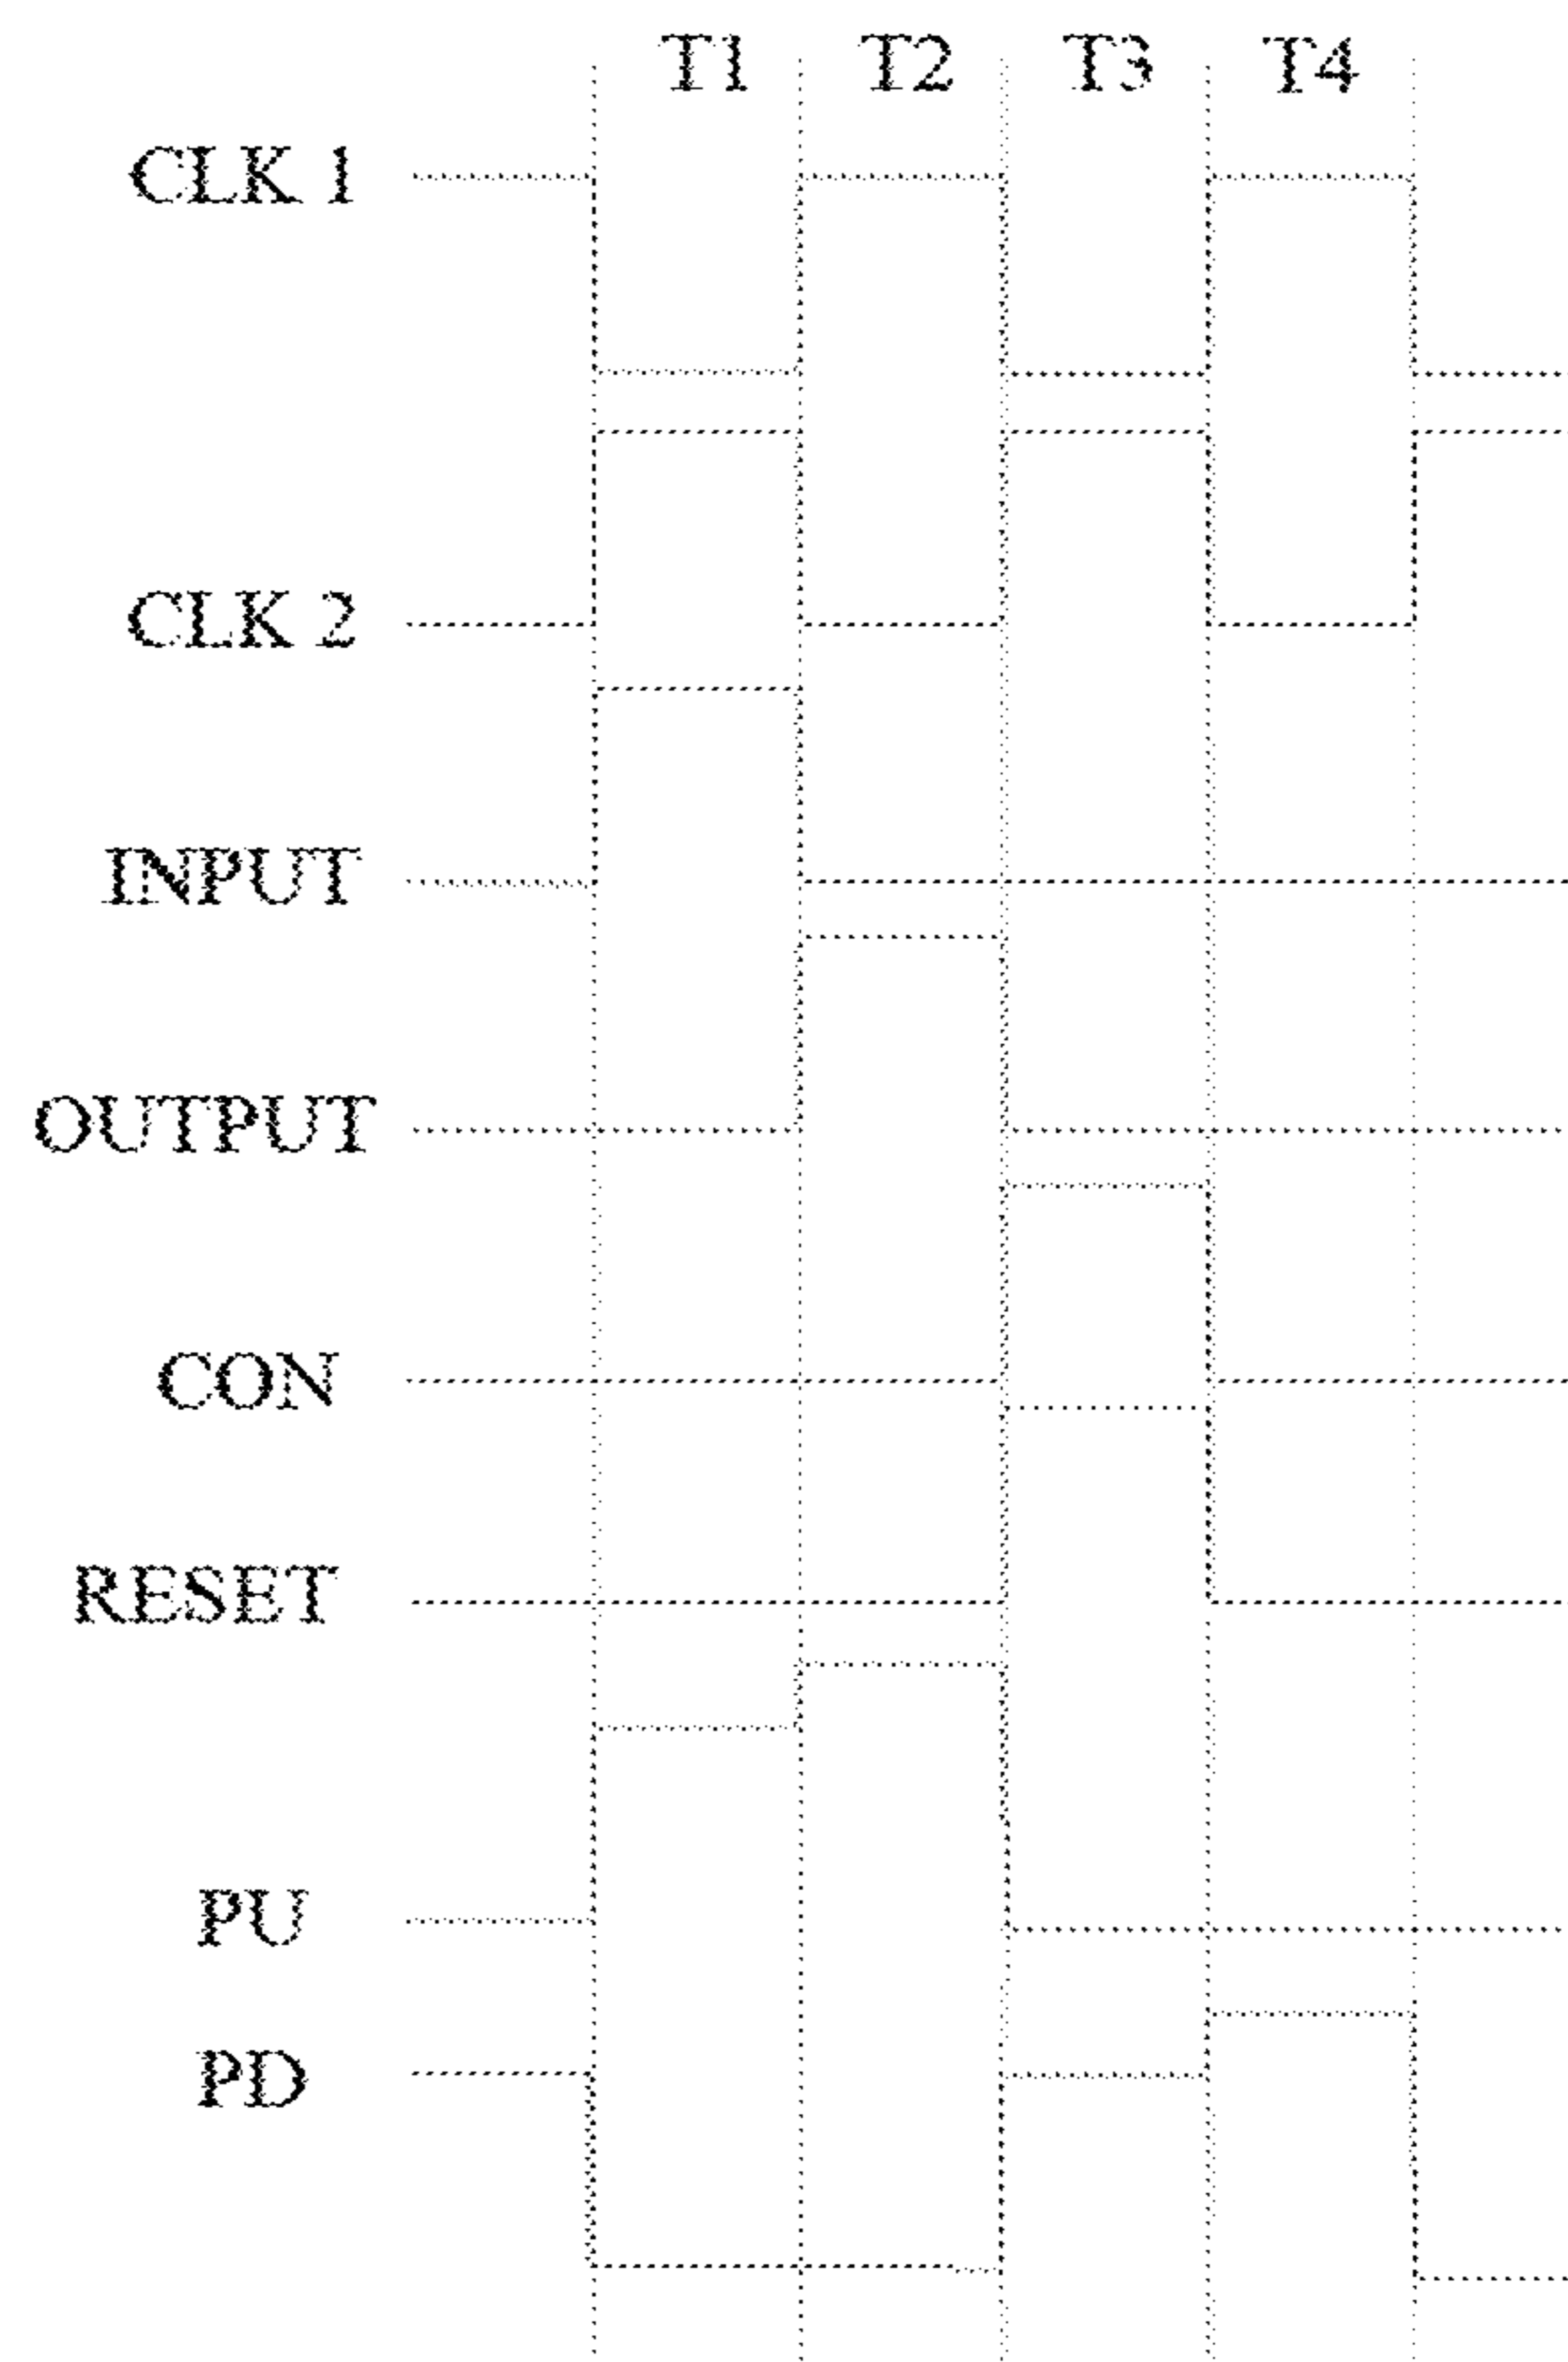 T1 T2 T3 T4
CLK 1
CLK 2
INPUT
OUTPUT
CON
RESET
PU
PD